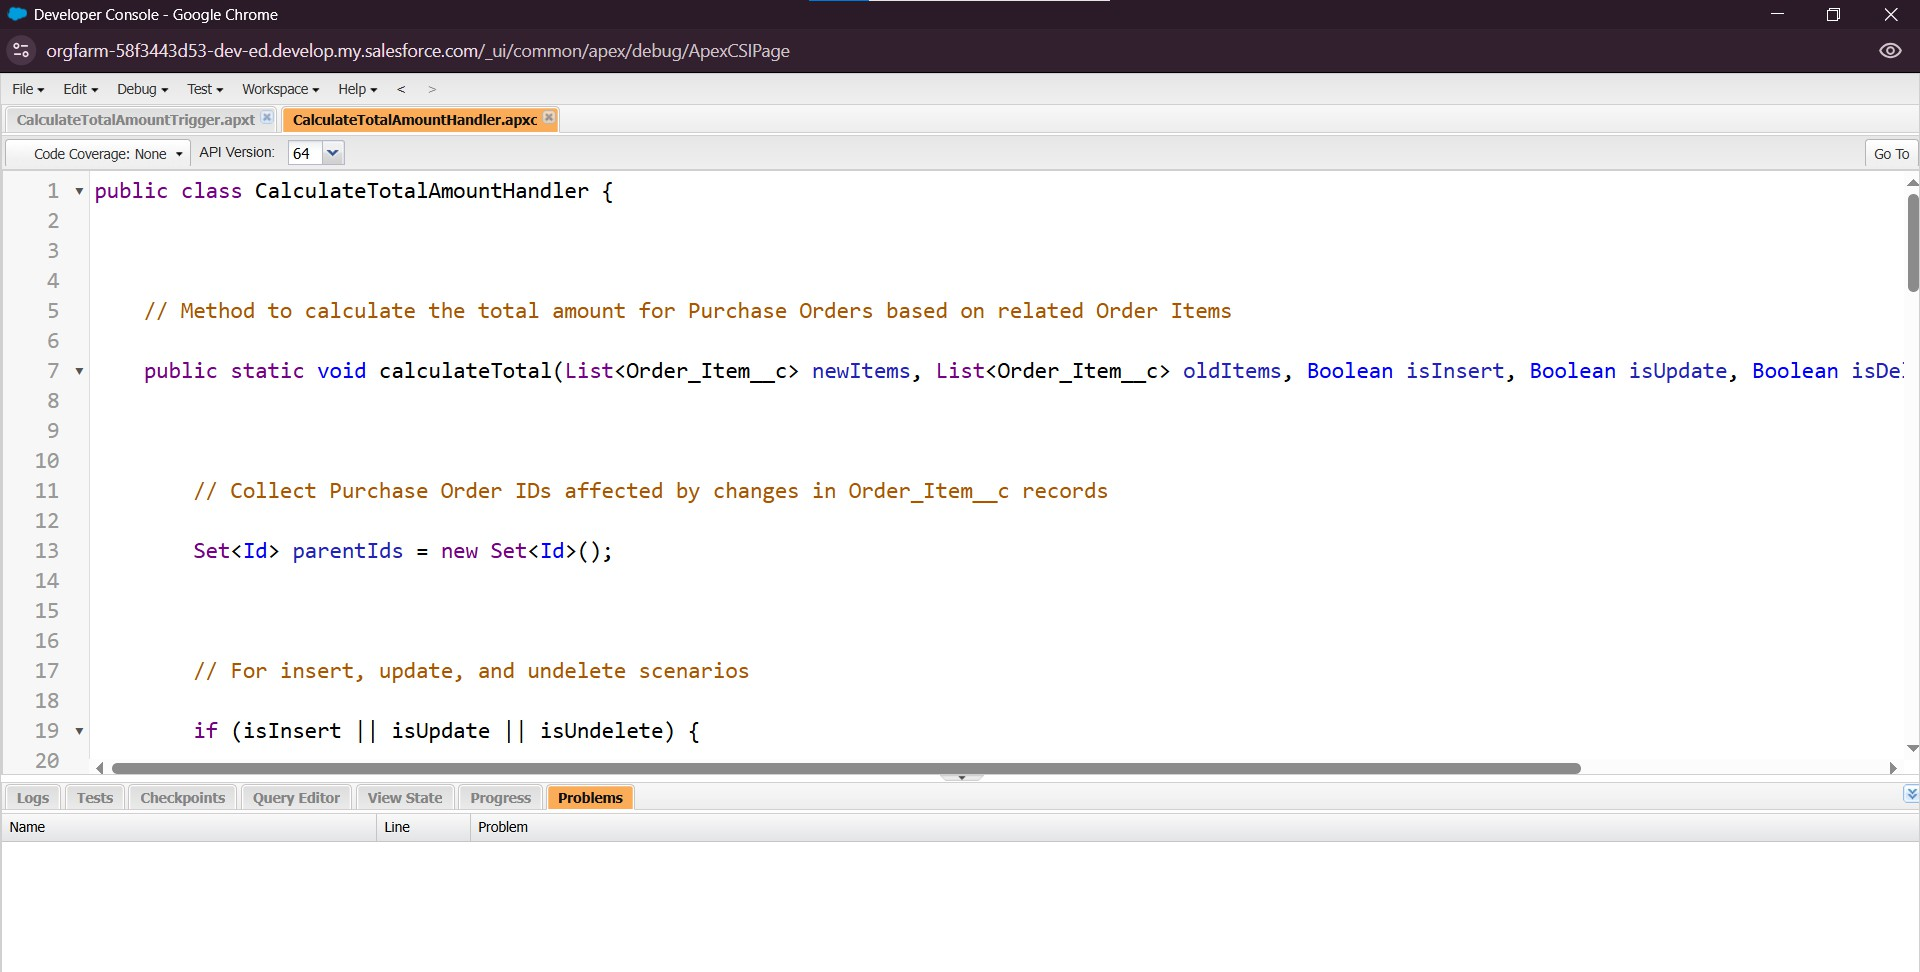 Developer Console - Google Chrome
orgfarm-58f3443d53-dev-ed.develop.my.salesforce.com/_ui/common/apex/debug/ApexCSIPage
File Edit Debug Test Workspace Help < >
CalculateTotalAmountTrigger.apxt CalculateTotalAmountHandler.apxc
Code Coverage: None API Version: 64 Go To
1 public class CalculateTotalAmountHandler {
2
3
4
5 // Method to calculate the total amount for Purchase Orders based on related Order Items
6
7 public static void calculateTotal(List<Order_Item__c> newItems, List<Order_Item__c> oldItems, Boolean isInsert, Boolean isUpdate, Boolean isDe
8
9
10
11 // Collect Purchase Order IDs affected by changes in Order_Item__c records
12
13 Set<Id> parentIds = new Set<Id>();
14
15
16
17 // For insert, update, and undelete scenarios
18
19 if (isInsert || isUpdate || isUndelete) {
20
Logs Tests Checkpoints Query Editor View State Progress Problems
Name Line Problem